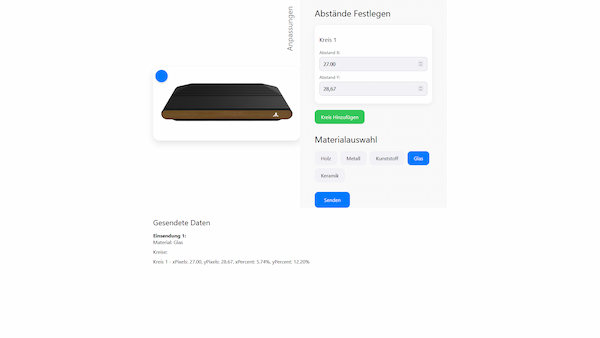 Anpassungen
Abstände Festlegen
Kreis 1
Abstand X:
27.00
Abstand Y:
28,67
Kreis Hinzufügen
Materialauswahl
Holz
Metall
Kunststoff
Glas
Keramik
Senden
Gesendete Daten
Einsendung 1:
Material: Glas
Kreise:
Kreis 1 - xPixels: 27.00, yPixels: 28,67, xPercent: 5.74%, yPercent: 12.20%